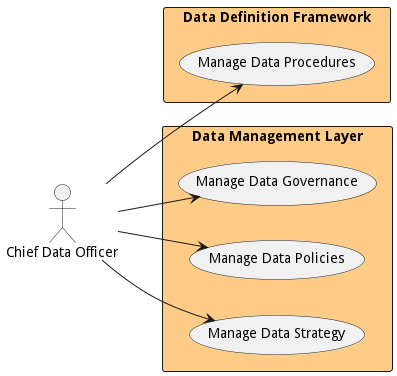 Data Definition Framework
Manage Data Procedures
Data Management Layer
Manage Data Governance
Chief Data Officer
Manage Data Policies
Manage Data Strategy